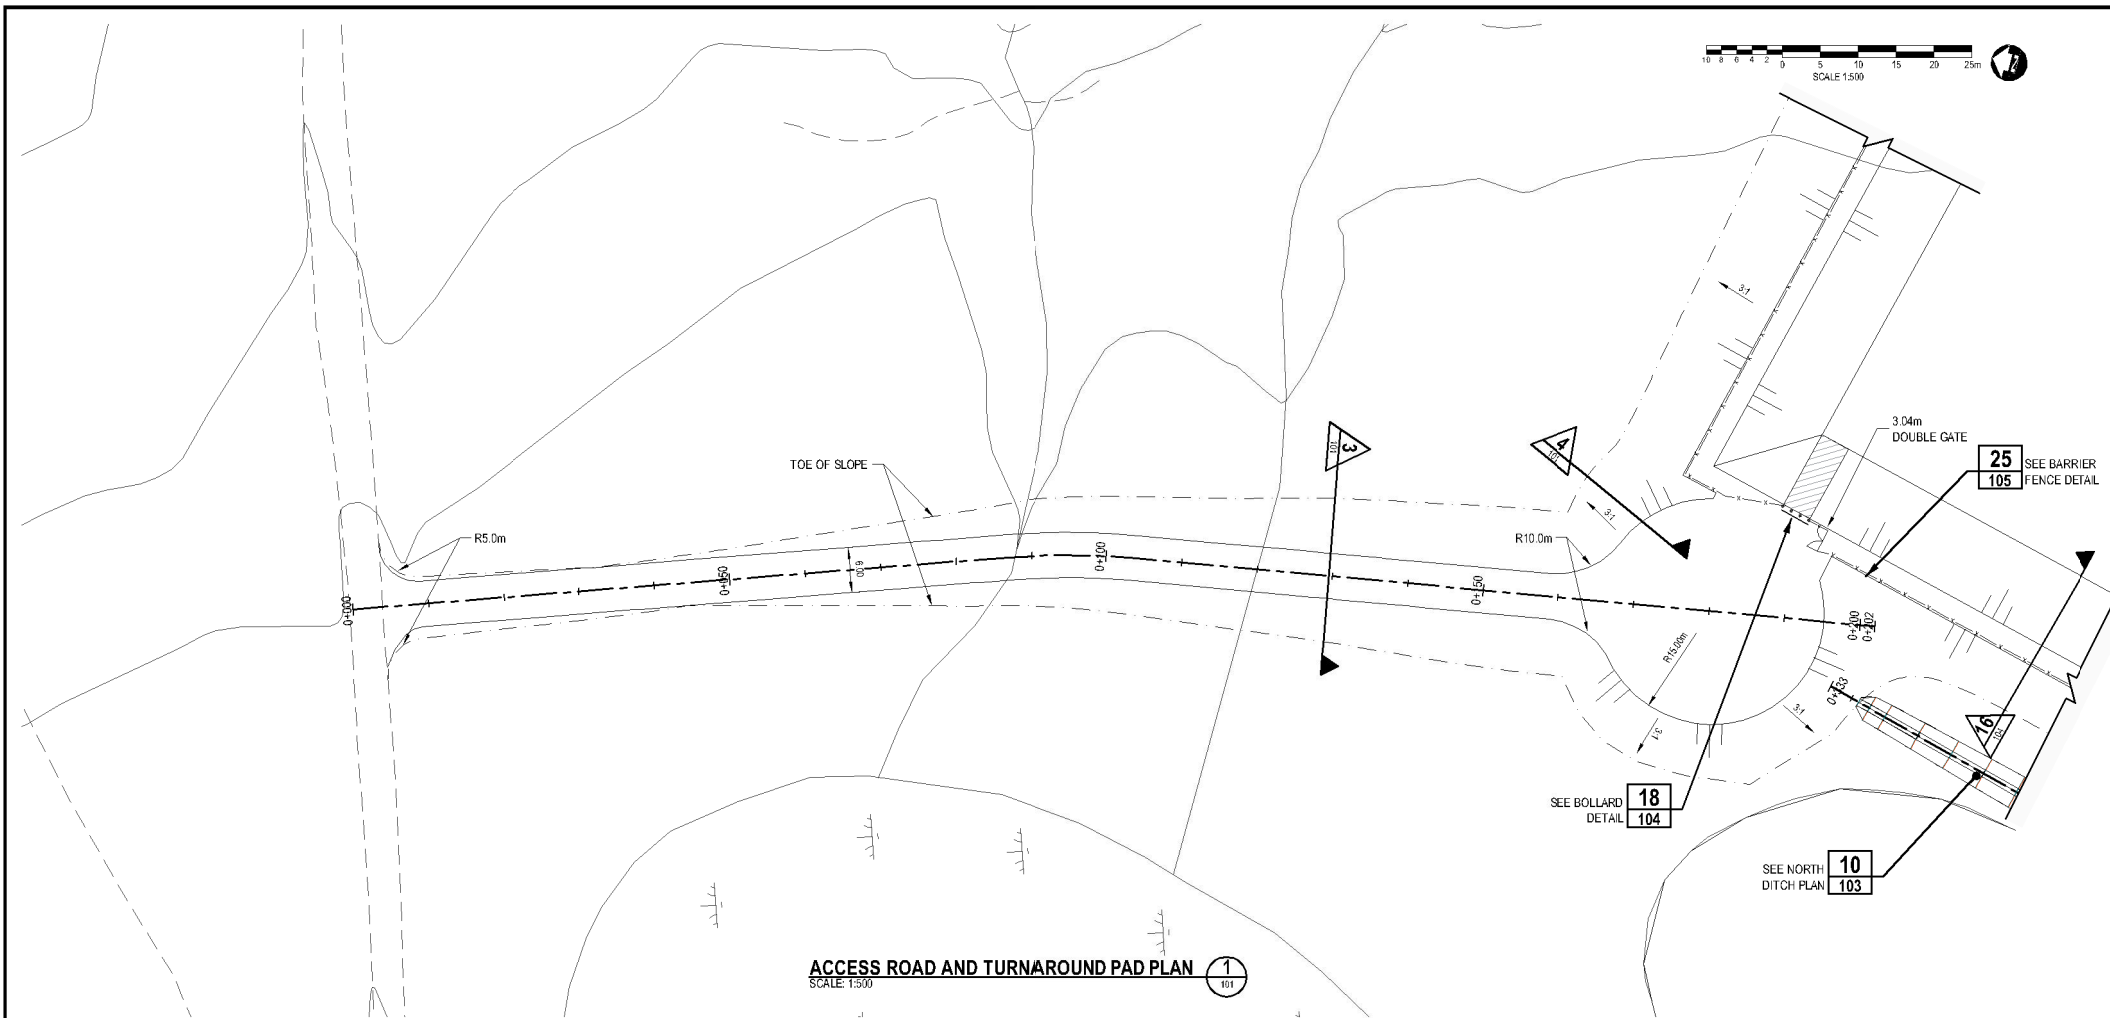 10 8 6 4 2 0 5 10 15 20 25m
SCALE 1:500
3:1
3.04m
DOUBLE GATE
25
105
SEE BARRIER
FENCE DETAIL
3
101
4
101
TOE OF SLOPE
3:1
R5.0m
R10.0m
0+000
0+050
6.00
0+100
0+150
0+200
0+202
R15.00m
0+133
3:1
3:1
16
104
SEE BOLLARD
DETAIL
18
104
SEE NORTH
DITCH PLAN
10
103
ACCESS ROAD AND TURNAROUND PAD PLAN
SCALE: 1:500
1
101